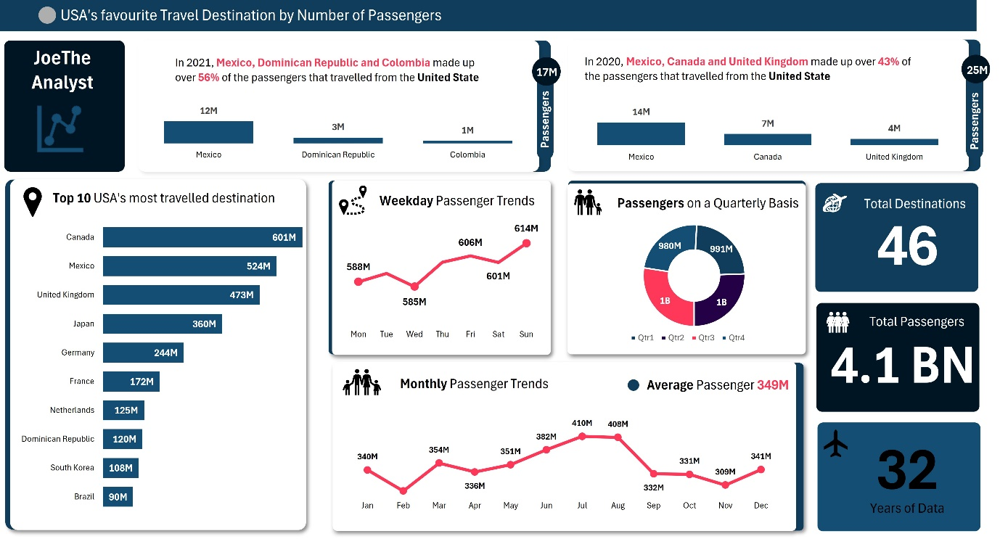 USA's favourite Travel Destination by Number of Passengers
JoeThe
Analyst
In 2021, Mexico, Dominican Republic and Colombia made up
over 56% of the passengers that travelled from the United State
12M
3M
1M
Mexico
Dominican Republic
Colombia
17M
Passengers
In 2020, Mexico, Canada and United Kingdom made up over 43% of
the passengers that travelled from the United State
14M
7M
4M
Mexico
Canada
United Kingdom
25M
Passengers
Top 10 USA's most travelled destination
Canada 601M
Mexico 524M
United Kingdom 473M
Japan 360M
Germany 244M
France 172M
Netherlands 125M
Dominican Republic 120M
South Korea 108M
Brazil 90M
Weekday Passenger Trends
588M
585M
606M
601M
614M
Mon Tue Wed Thu Fri Sat Sun
Passengers on a Quarterly Basis
980M
991M
1B
1B
Qtr1 Qtr2 Qtr3 Qtr4
Total Destinations
46
Total Passengers
4.1 BN
32
Years of Data
Monthly Passenger Trends
Average Passenger 349M
340M
354M
336M
351M
382M
410M
408M
332M
331M
309M
341M
Jan Feb Mar Apr May Jun Jul Aug Sep Oct Nov Dec